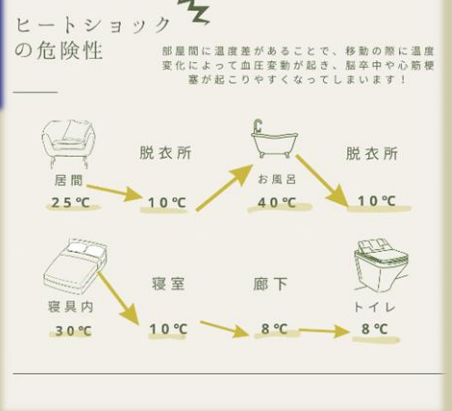 ヒートショック
の危険性
部屋間に温度差があることで、移動の際に温度
変化によって血圧変動が起き、脳卒中や心筋梗
塞が起こりやすくなってしまいます！
居間
25℃
脱衣所
10℃
お風呂
40℃
脱衣所
10℃
寝具内
30℃
寝室
10℃
廊下
8℃
トイレ
8℃